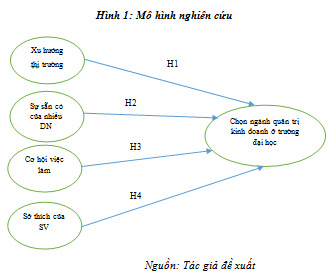 Hình 1: Mô hình nghiên cứu
Xu hướng
thị trường
H1
Sự sẵn có
của nhiều
DN
H2
Chọn ngành quản trị
kinh doanh ở trường
đại học
H3
Cơ hội việc
làm
H4
Sở thích của
SV
Nguồn: Tác giả đề xuất